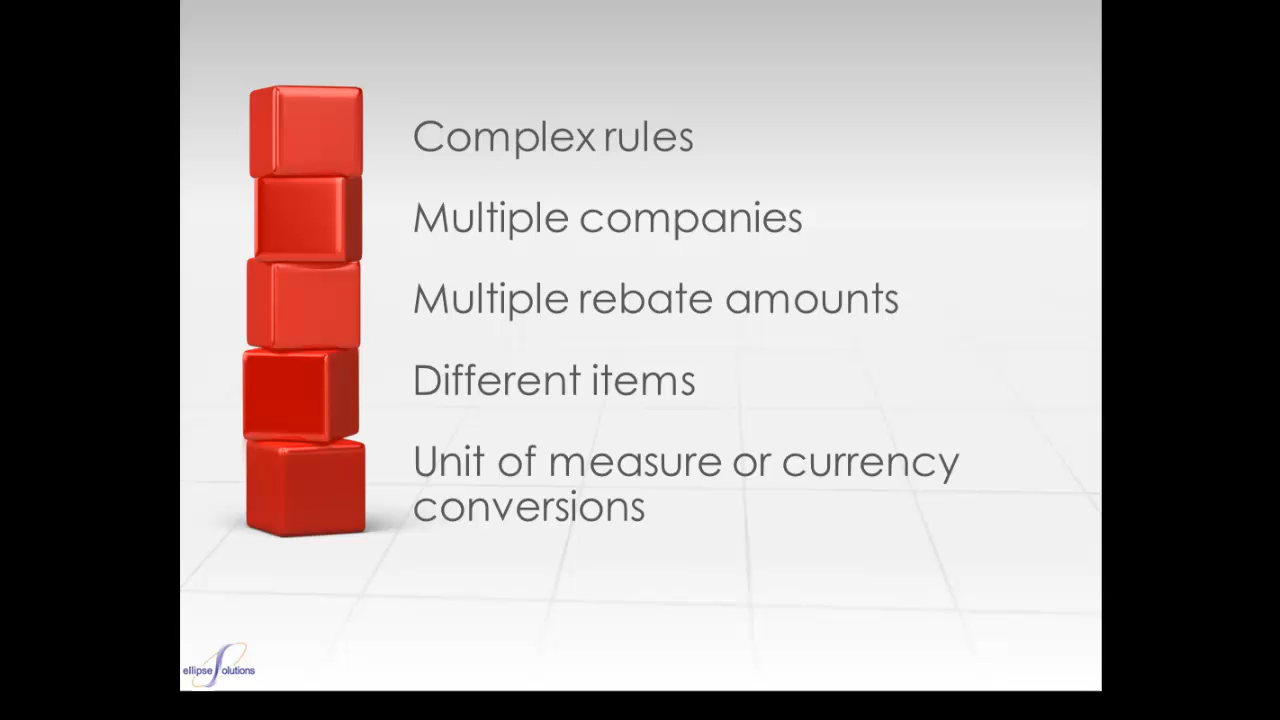 Complex rules
Multiple companies
Multiple rebate amounts
Different items
Unit of measure or currency
conversions
ellipse Solutions